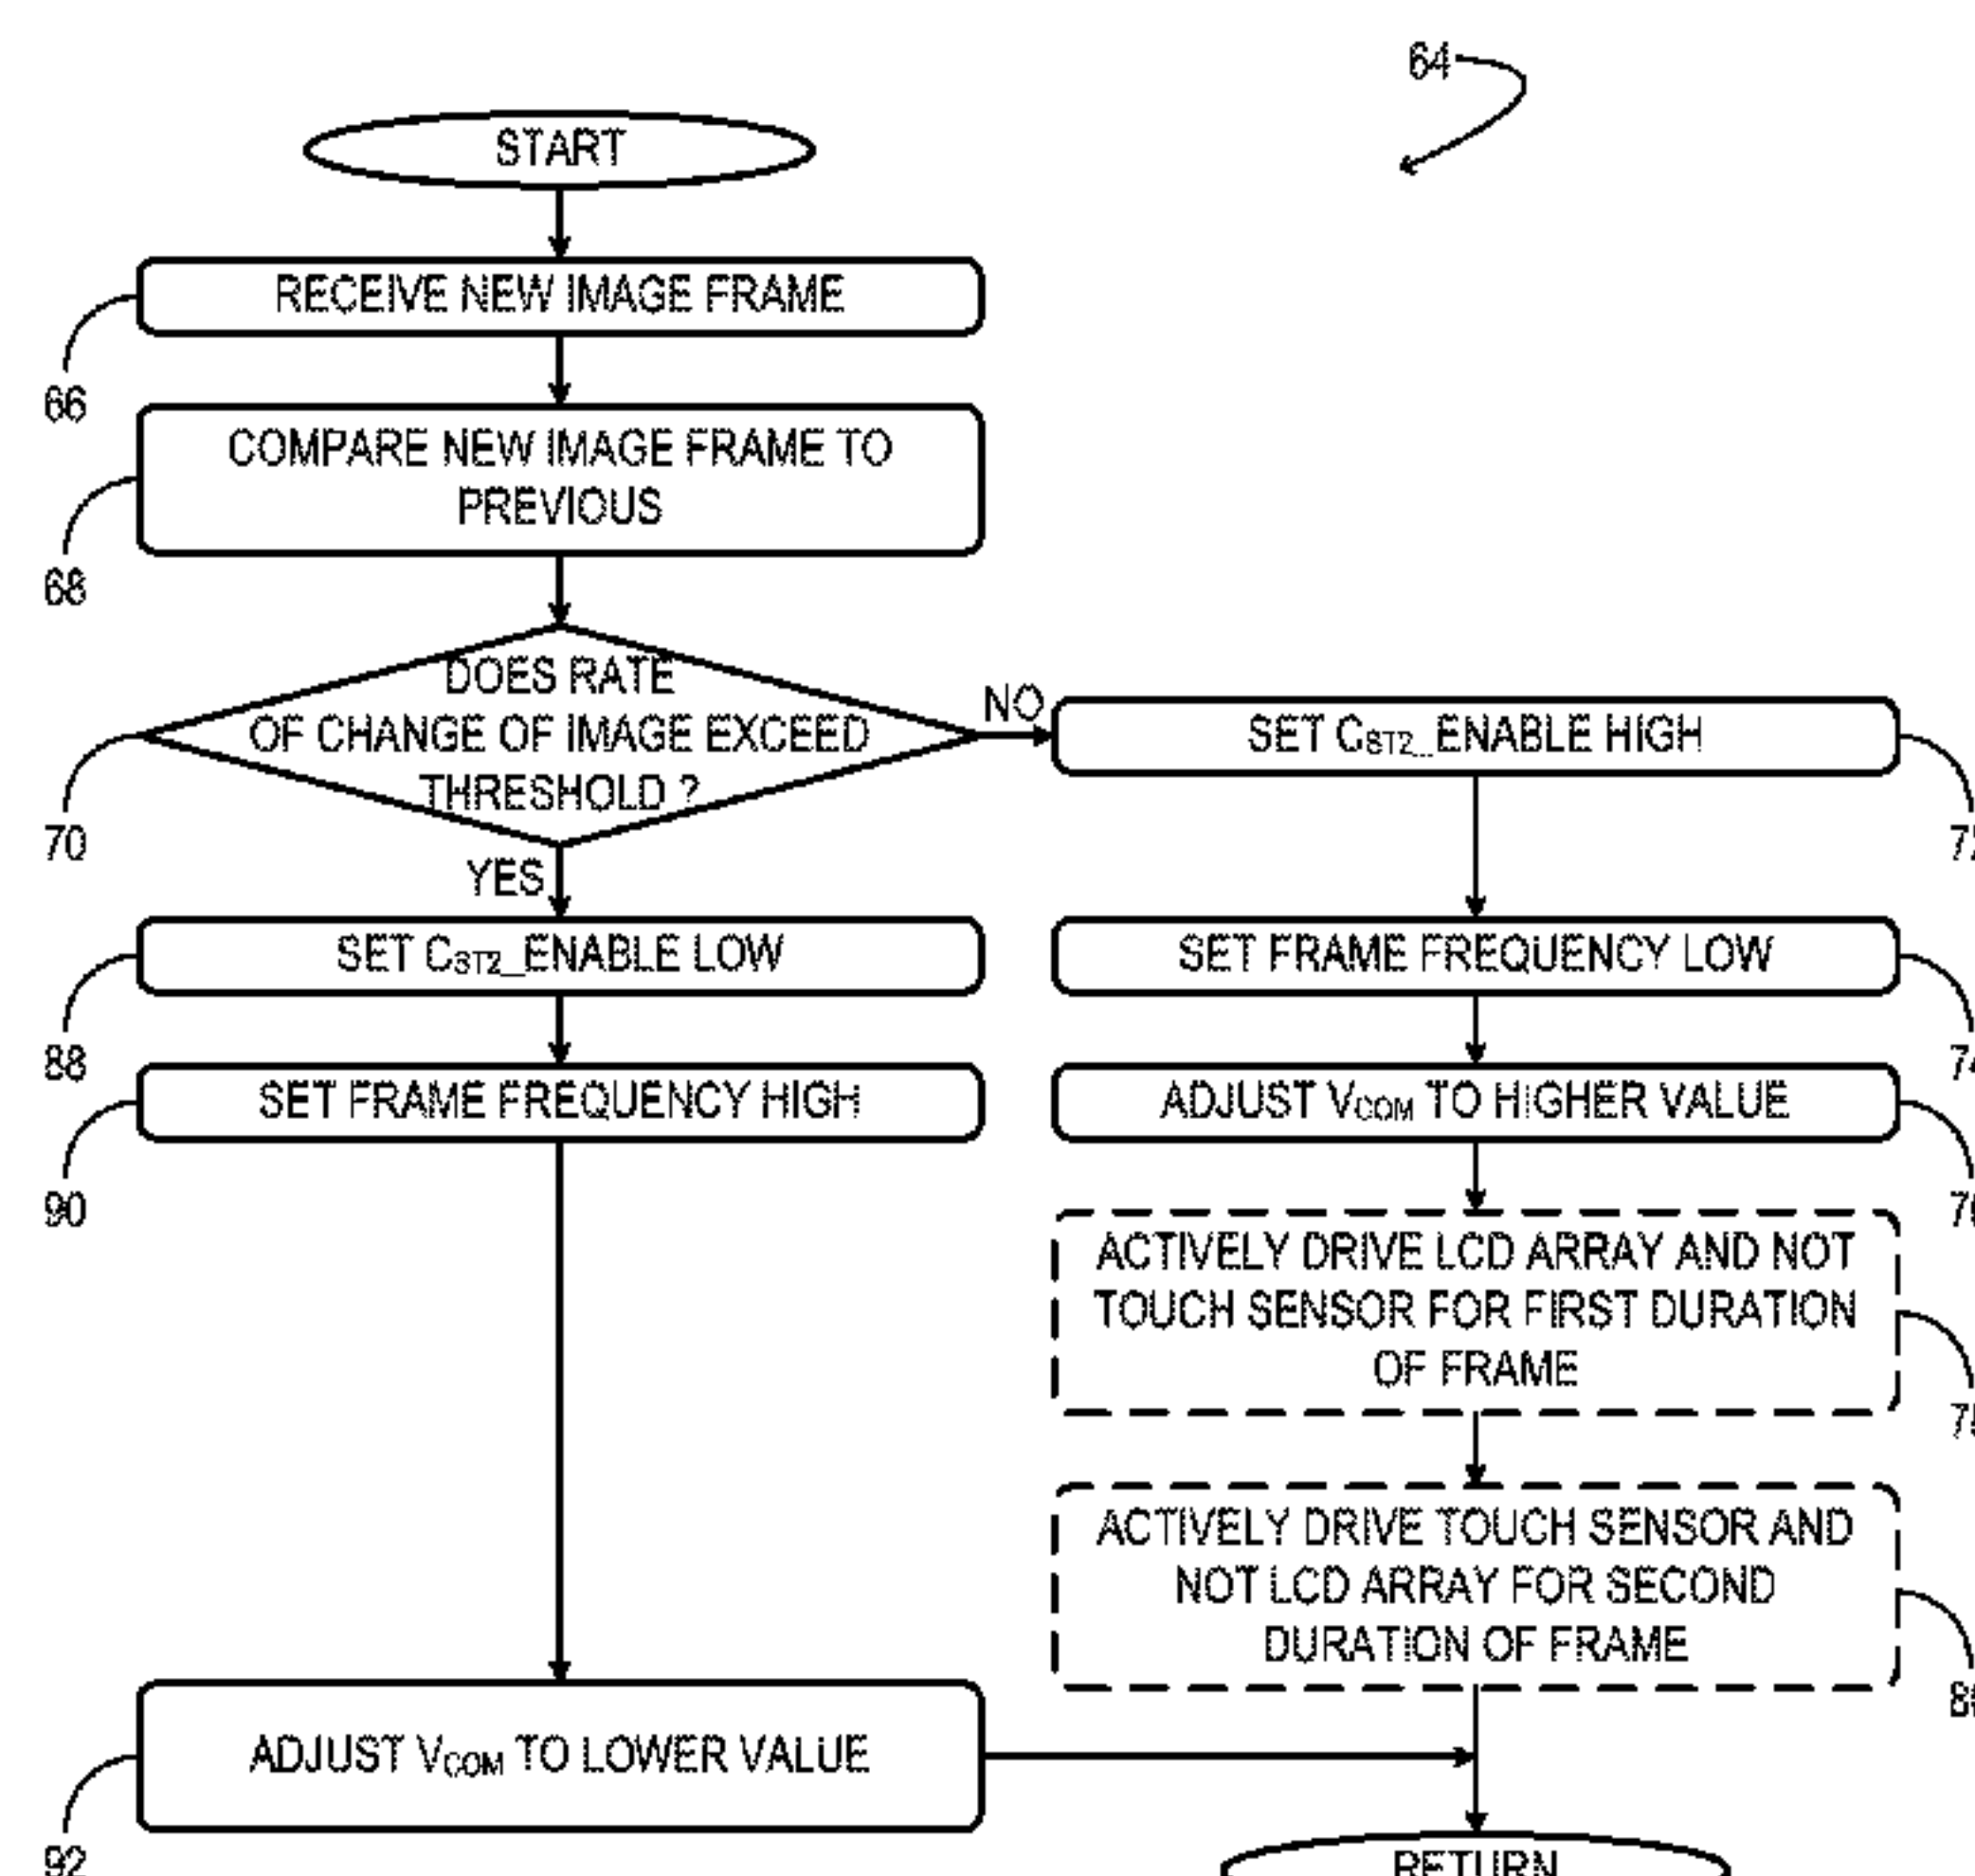 64
START
RECEIVE NEW IMAGE FRAME
66
COMPARE NEW IMAGE FRAME TO
PREVIOUS
68
DOES RATE
OF CHANGE OF IMAGE EXCEED
THRESHOLD ?
70
NO
SET CST2_ENABLE HIGH
YES
SET CST2_ENABLE LOW
88
SET FRAME FREQUENCY LOW
SET FRAME FREQUENCY HIGH
90
ADJUST VCOM TO HIGHER VALUE
ACTIVELY DRIVE LCD ARRAY AND NOT
TOUCH SENSOR FOR FIRST DURATION
OF FRAME
ACTIVELY DRIVE TOUCH SENSOR AND
NOT LCD ARRAY FOR SECOND
DURATION OF FRAME
ADJUST VCOM TO LOWER VALUE
92
RETURN